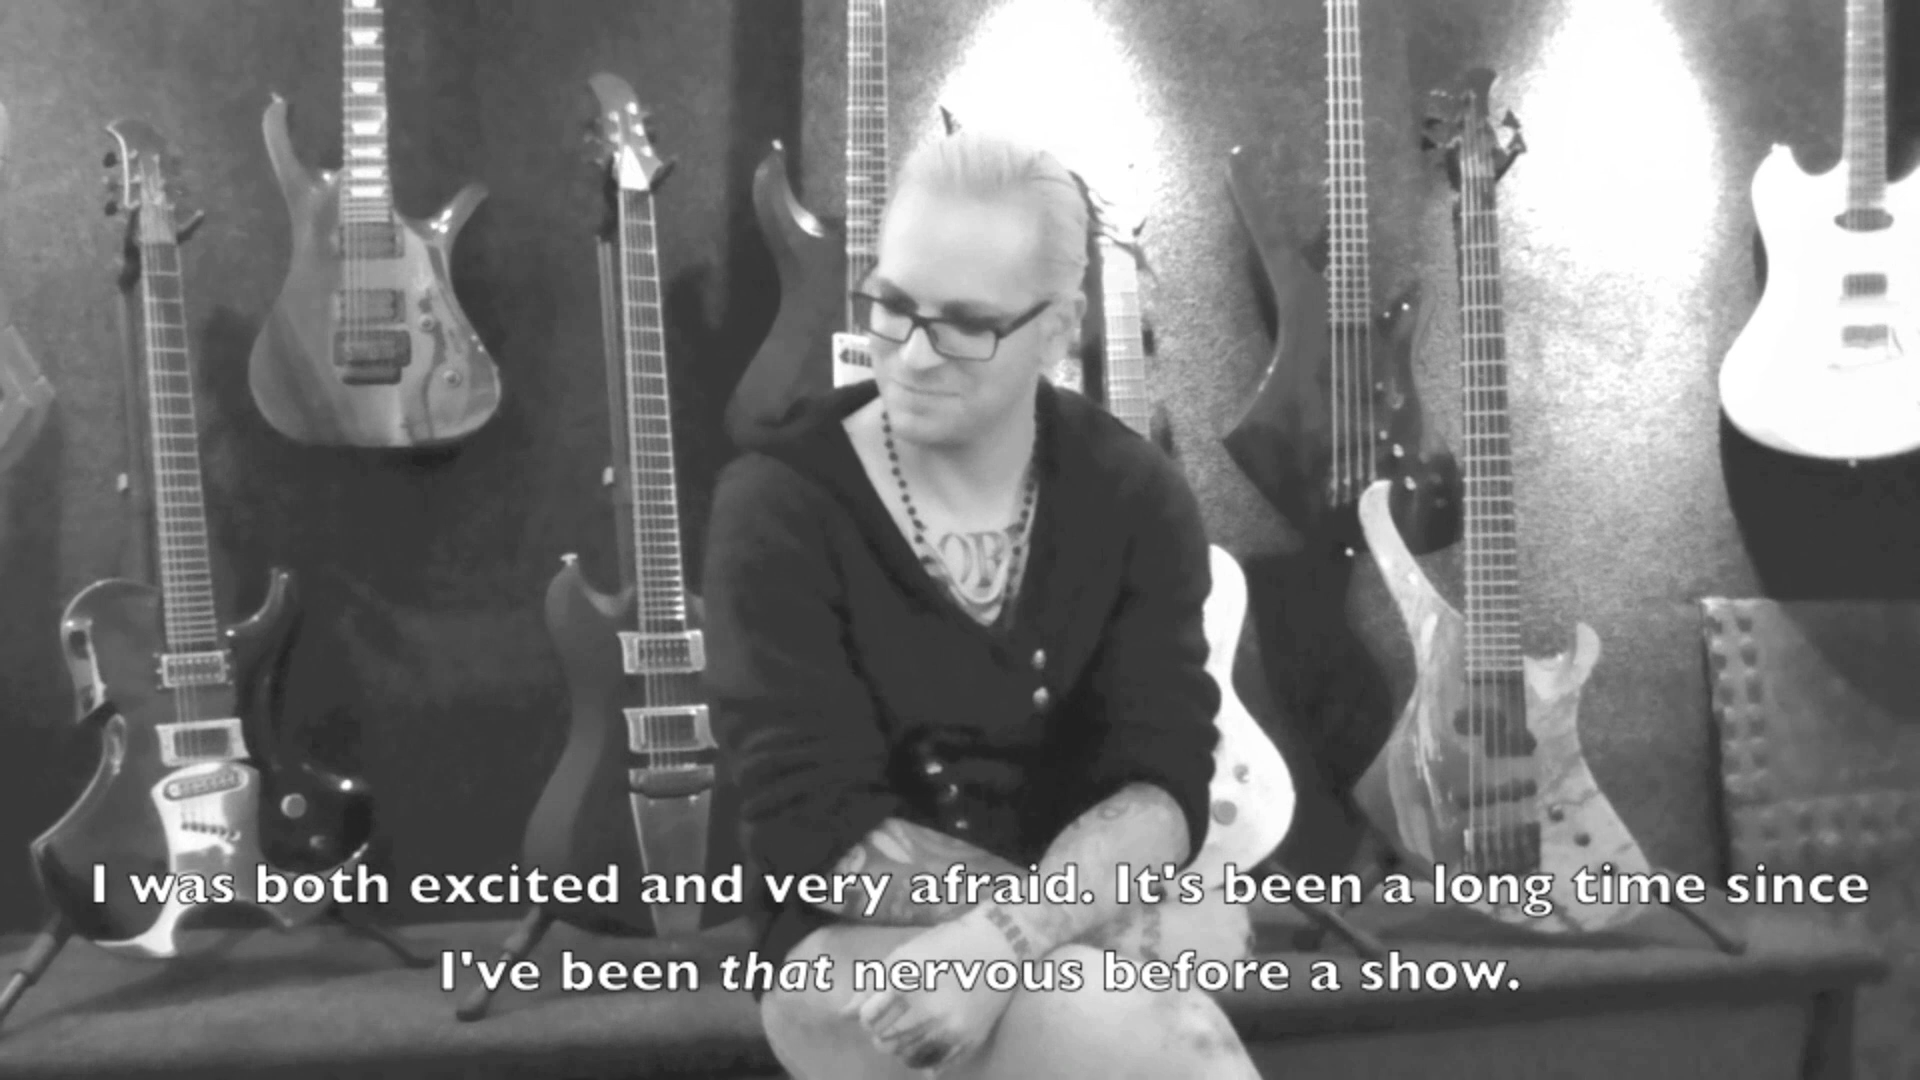 I was both excited and very afraid. It's been a long time since
I've been that nervous before a show.